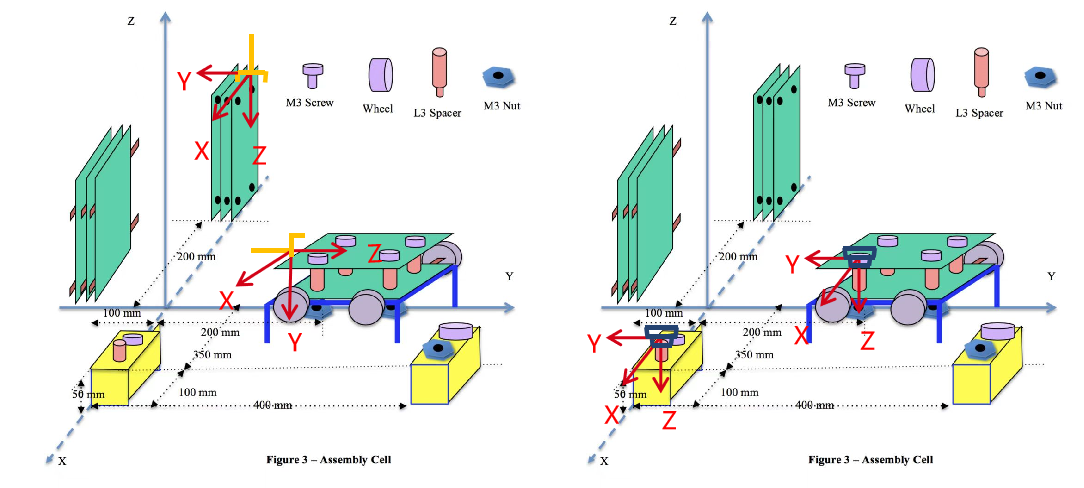 Z
Y
X
Z
M3 Screw
Wheel
L3 Spacer
M3 Nut
200 mm
Z
X
Y
Y
100 mm
200 mm
350 mm
50 mm
100 mm
400 mm
X
Figure 3 – Assembly Cell
Z
M3 Screw
Wheel
L3 Spacer
M3 Nut
200 mm
Y
X
Z
Y
100 mm
200 mm
Y
350 mm
50 mm
100 mm
X
Z
400 mm
X
Figure 3 – Assembly Cell